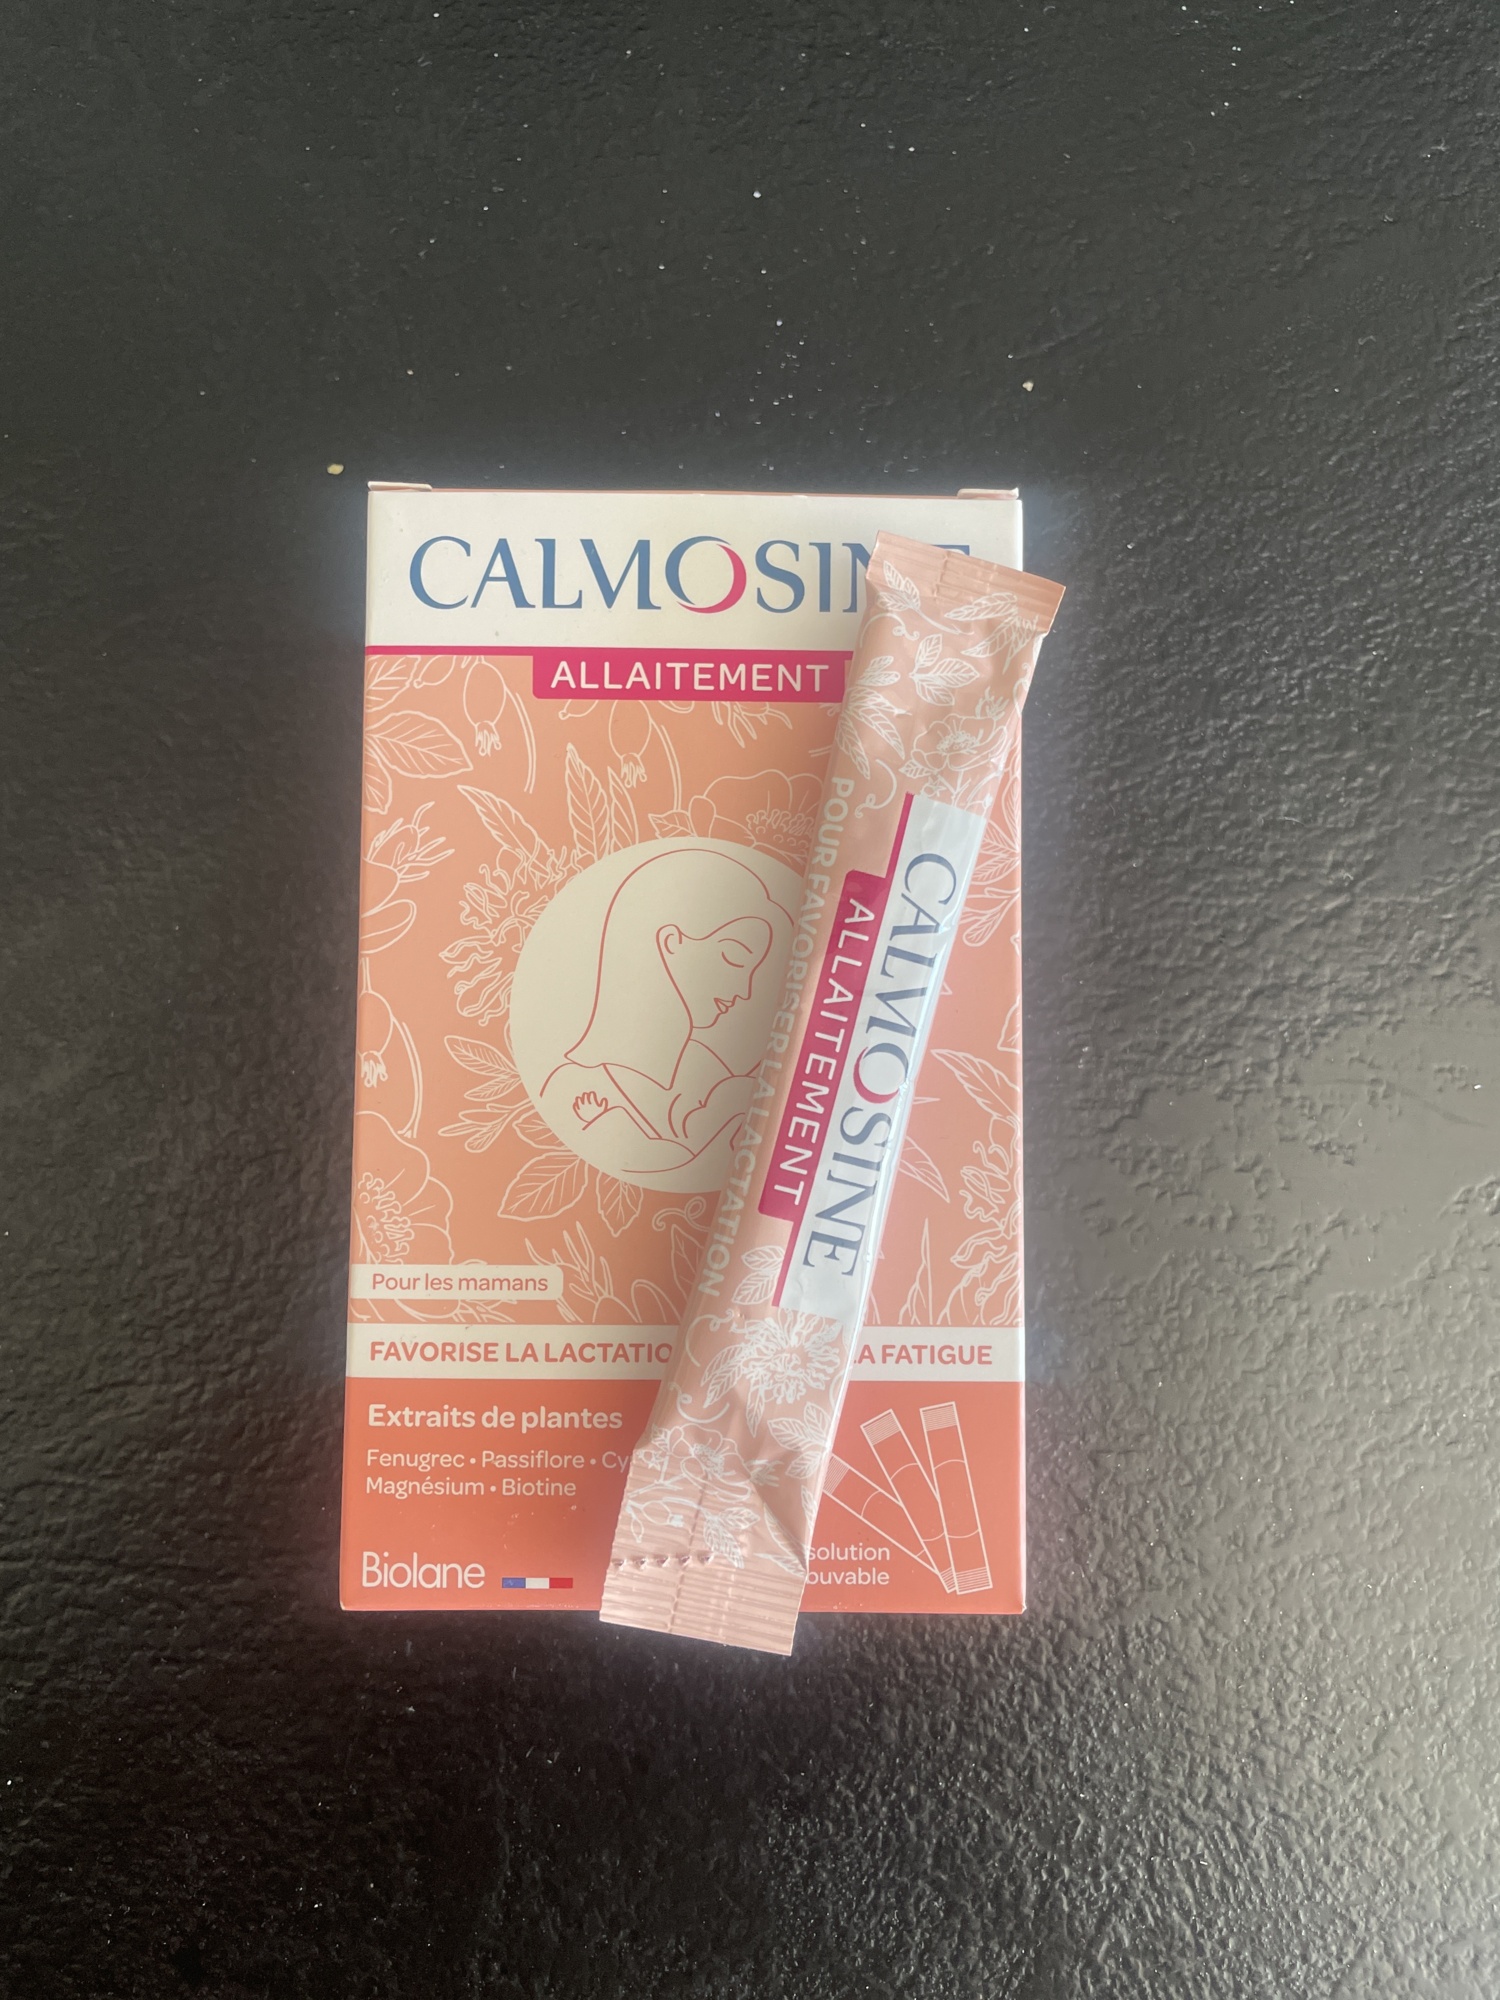 CALMOSIN
ALLAITEMENT
Pour les mamans
FAVORISE LA LACTATIO
LA FATIGUE
Extraits de plantes
Fenugrec • Passiflore •
Magnésium • Biotine
Biolane
solution
buvable
CALMOSINE
ALLAITEMENT
POUR FAVORISER LA LACTATION